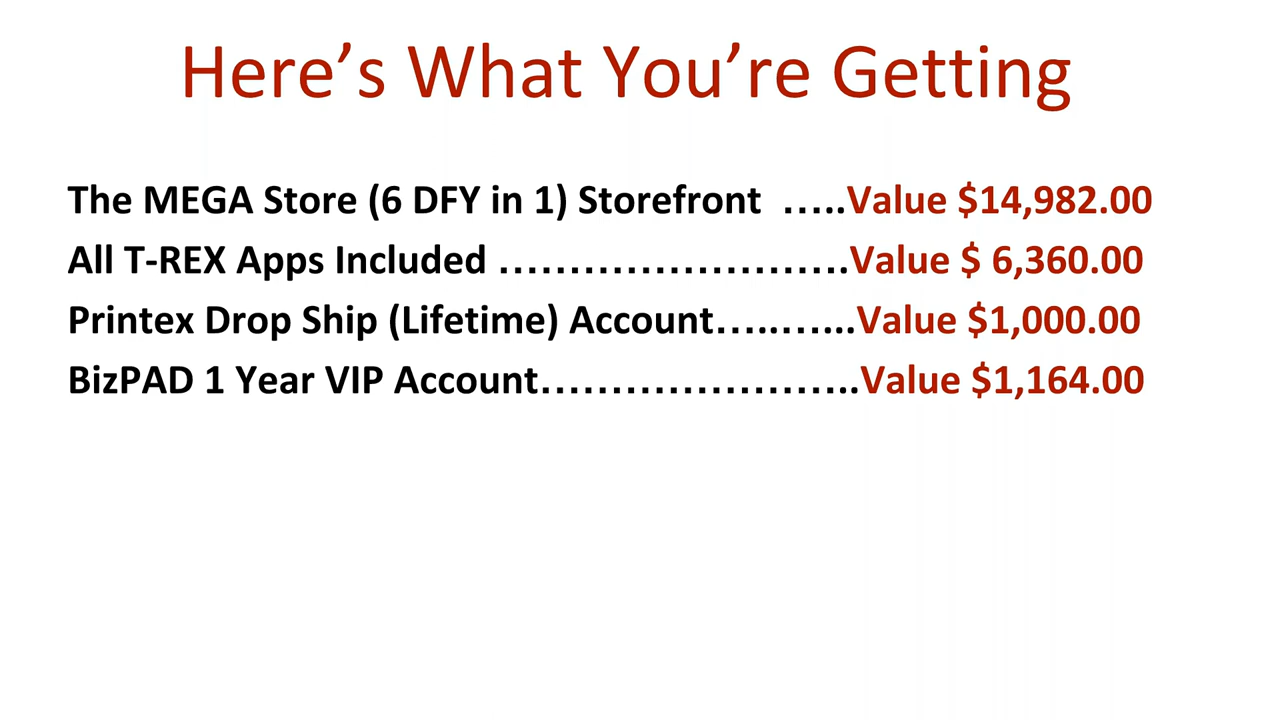 Here’s What You’re Getting
The MEGA Store (6 DFY in 1) Storefront …..Value $14,982.00
All T-REX Apps Included …………………….Value $ 6,360.00
Printex Drop Ship (Lifetime) Account…..…...Value $1,000.00
BizPAD 1 Year VIP Account…………………..Value $1,164.00